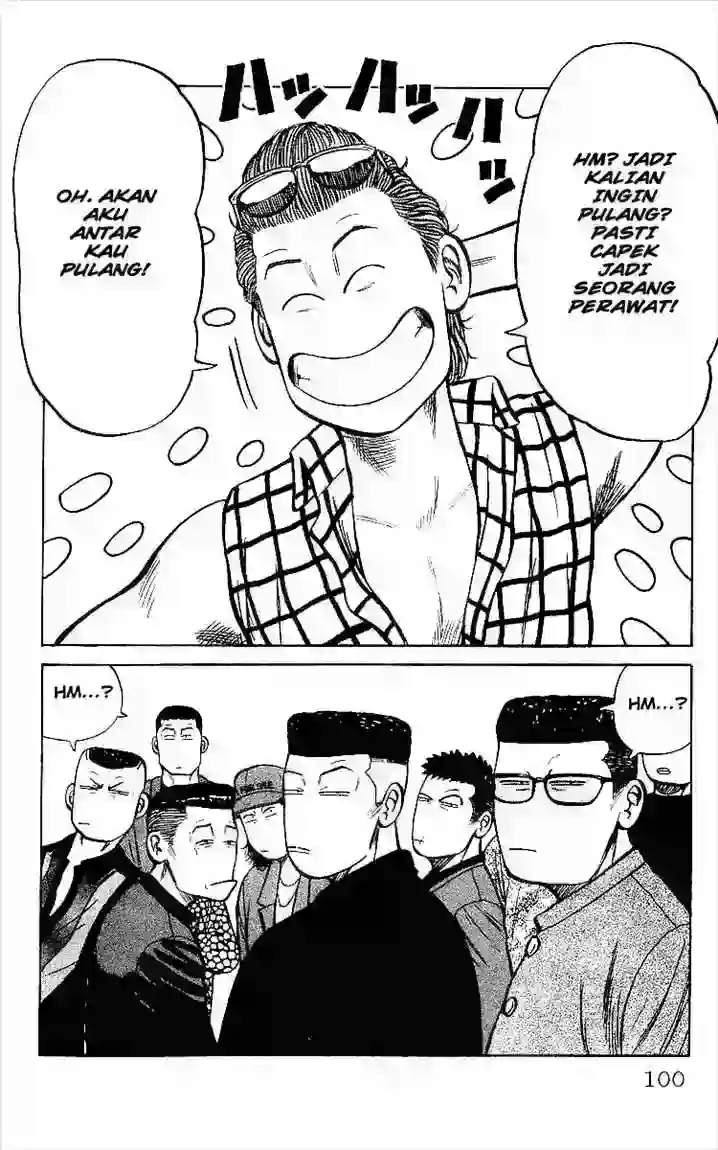 ハッハッハッ
HM? JADI
KALIAN
INGIN
PULANG?
PASTI
CAPEK
JADI
SEORANG
PERAWAT!
OH. AKAN
AKU
ANTAR
KAU
PULANG!
HM...?
HM...?
100